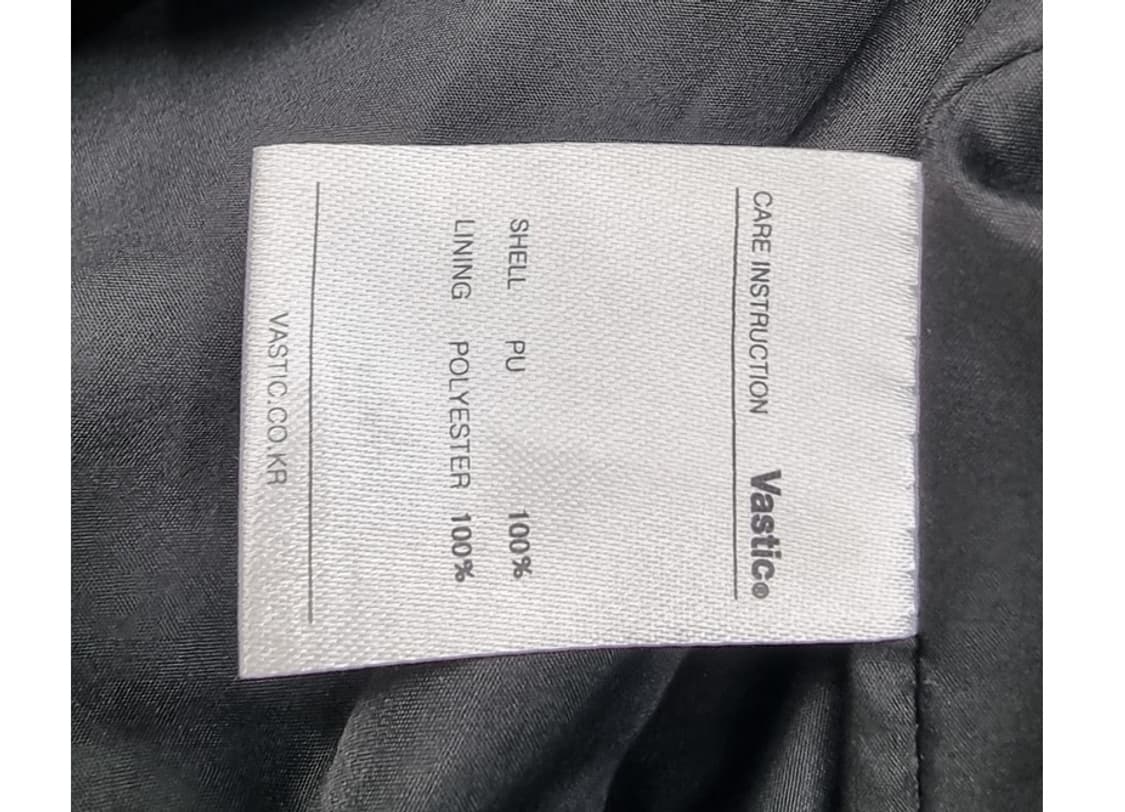 CARE INSTRUCTION Vastic®
SHELL PU 100%
LINING POLYESTER 100%
VASTIC.CO.KR